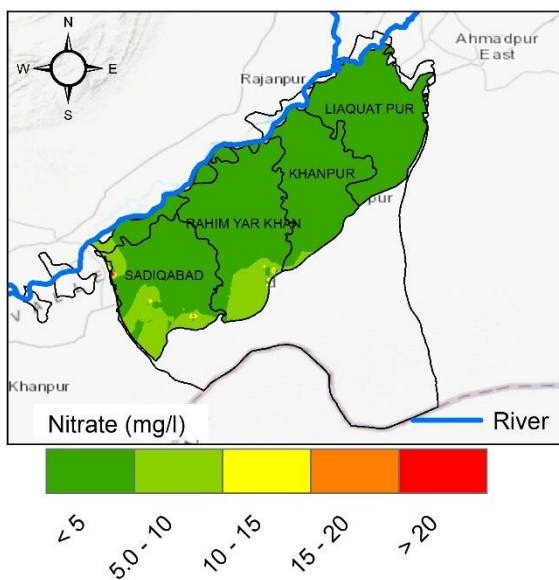 N
W E
S
Ahmadpur
East
Rajanpur
LIAQUAT PUR
KHANPUR
pur
RAHIM YAR KHAN
SADIQABAD
Khanpur
Nitrate (mg/l)
River
< 5
5.0 - 10
10 - 15
15 - 20
> 20